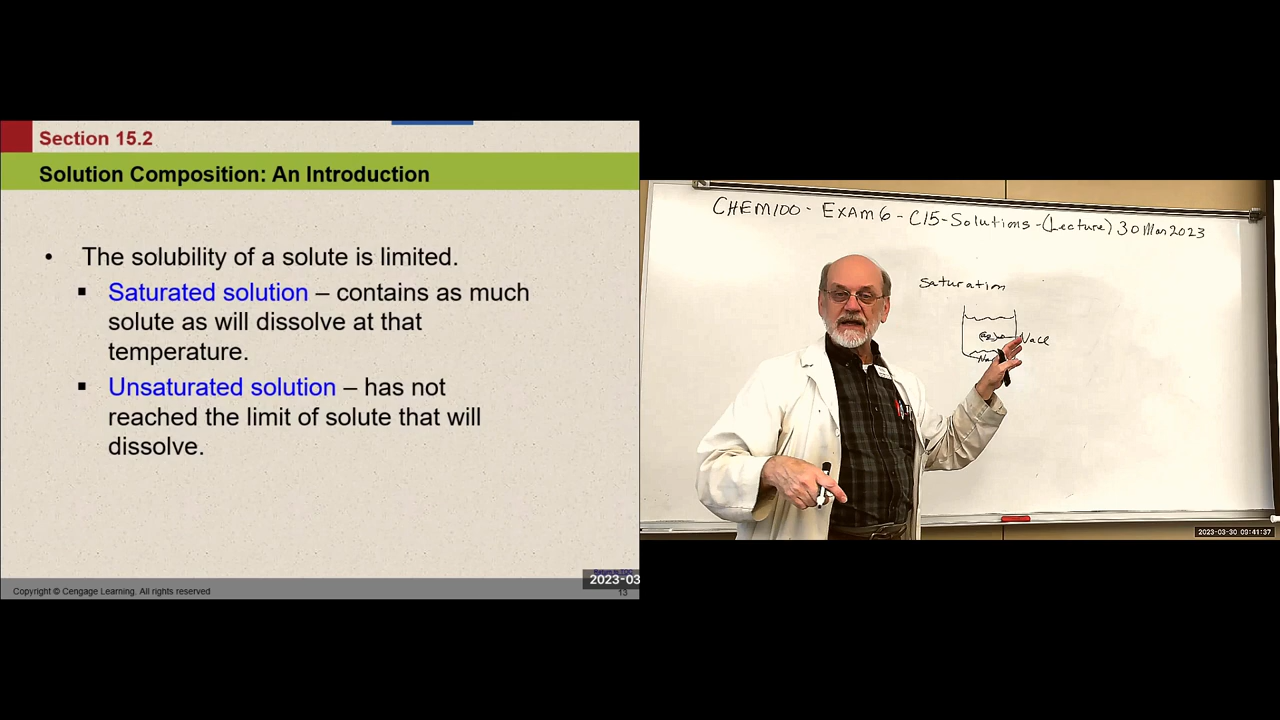 Section 15.2
Solution Composition: An Introduction
• The solubility of a solute is limited.
▪ Saturated solution – contains as much
solute as will dissolve at that
temperature.
▪ Unsaturated solution – has not
reached the limit of solute that will
dissolve.
Copyright © Cengage Learning. All rights reserved
2023-03
13
CHEM100 - EXAM 6 - C15 - Solutions - (Lecture) 30 Mar 2023
Saturation
NaCl
2023-03-30 09:41:37